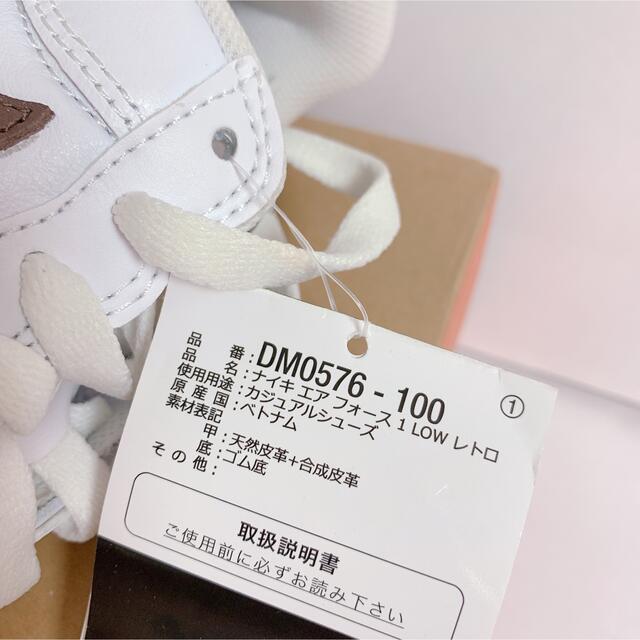 品番：DM0576 - 100
①
品名：ナイキ エア フォース 1 LOW レトロ
使用用途：カジュアルシューズ
原産国：ベトナム
素材表記
甲：天然皮革+合成皮革
底：ゴム底
その他：
取扱説明書
ご使用前に必ずお読み下さい